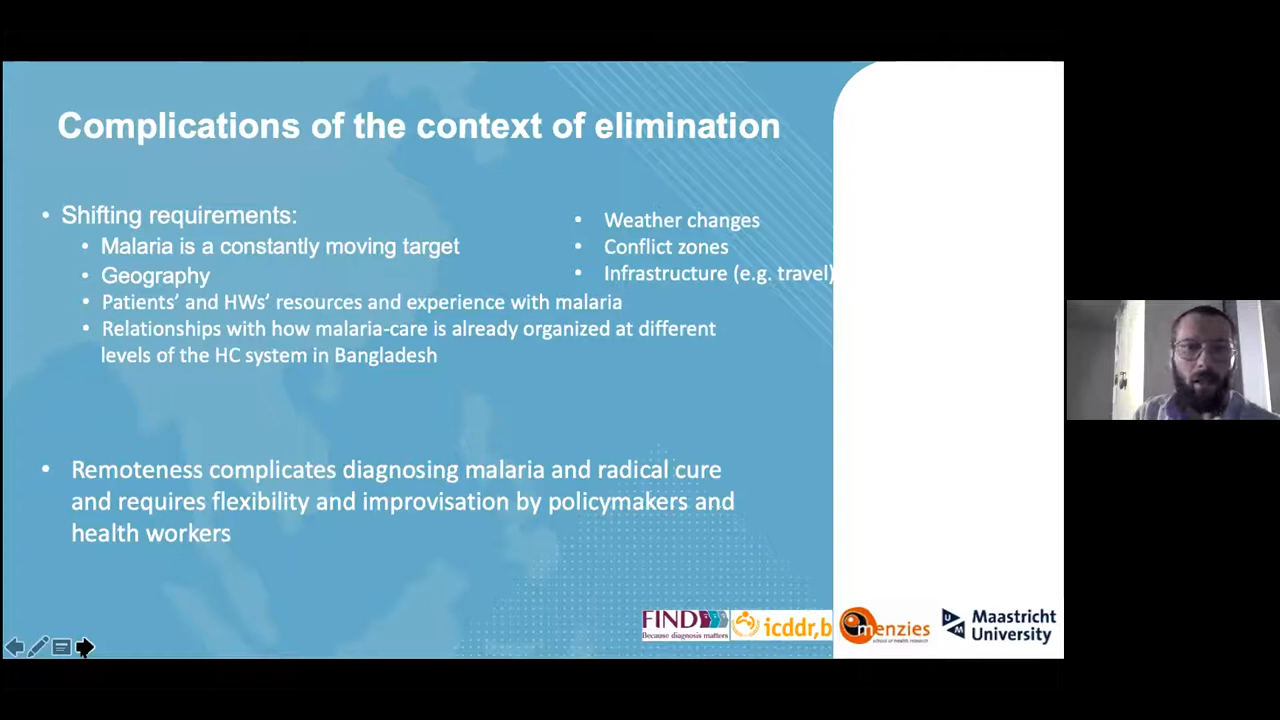 Complications of the context of elimination
• Shifting requirements:
• Malaria is a constantly moving target
• Geography
• Patients’ and HWs’ resources and experience with malaria
• Relationships with how malaria-care is already organized at different
levels of the HC system in Bangladesh
• Weather changes
• Conflict zones
• Infrastructure (e.g. travel)
• Remoteness complicates diagnosing malaria and radical cure
and requires flexibility and improvisation by policymakers and
health workers
FIND
Because diagnosis matters
icddr,b
menzies
school of health research
Maastricht
University
UM